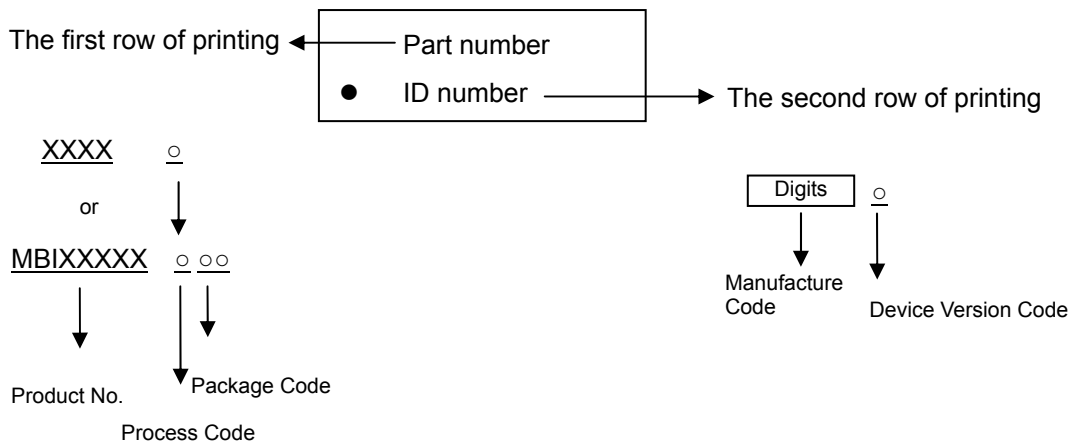 The first row of printing
Part number
● ID number
The second row of printing
XXXX ○
or
MBIXXXXX ○ ○○
Product No.
Package Code
Process Code
Digits ○
Manufacture
Code
Device Version Code